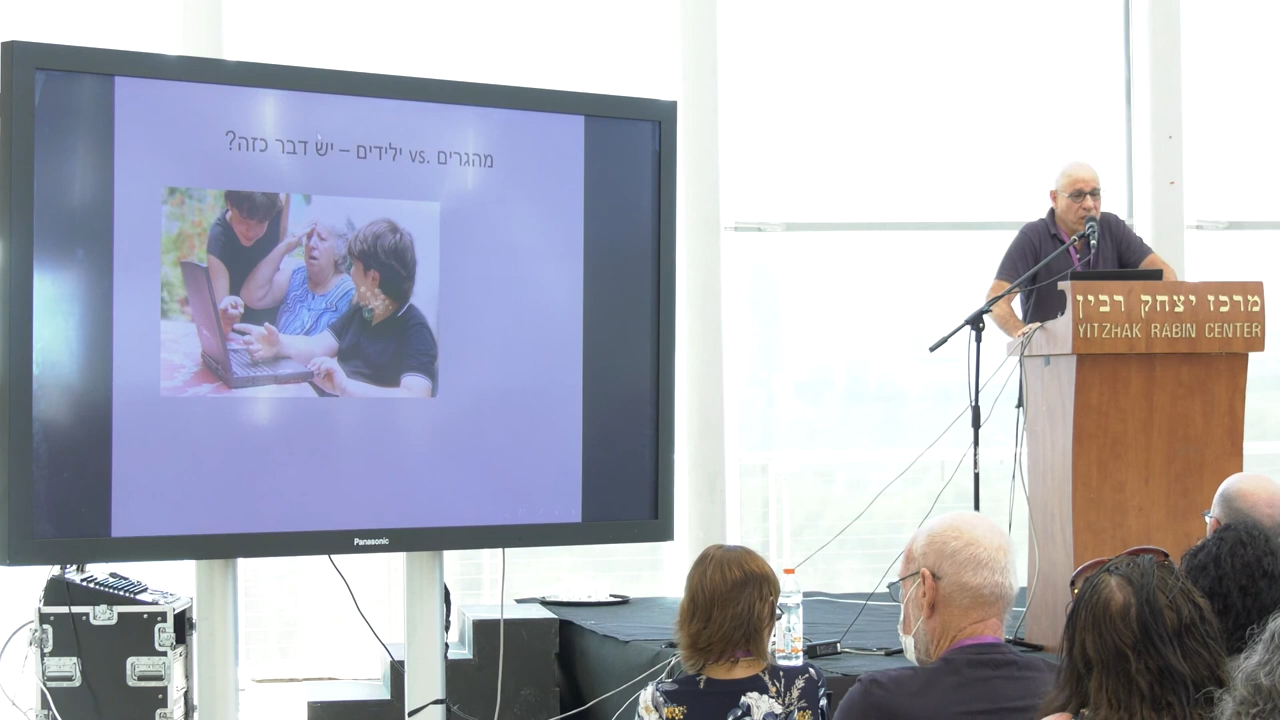 מהגרים vs. ילידים – יש דבר כזה?
Panasonic
מרכז יצחק רבין
YITZHAK RABIN CENTER